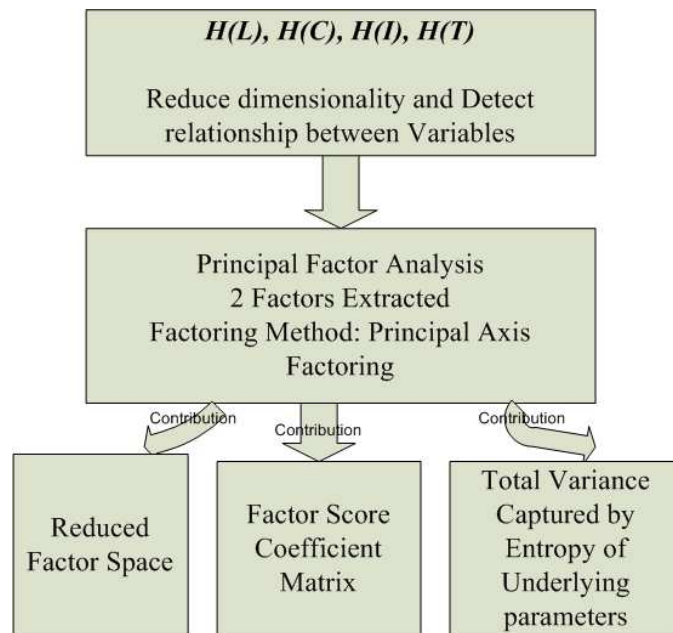 H(L), H(C), H(I), H(T)
Reduce dimensionality and Detect
relationship between Variables
Principal Factor Analysis
2 Factors Extracted
Factoring Method: Principal Axis
Factoring
Contribution
Contribution
Contribution
Reduced
Factor Space
Factor Score
Coefficient
Matrix
Total Variance
Captured by
Entropy of
Underlying
parameters